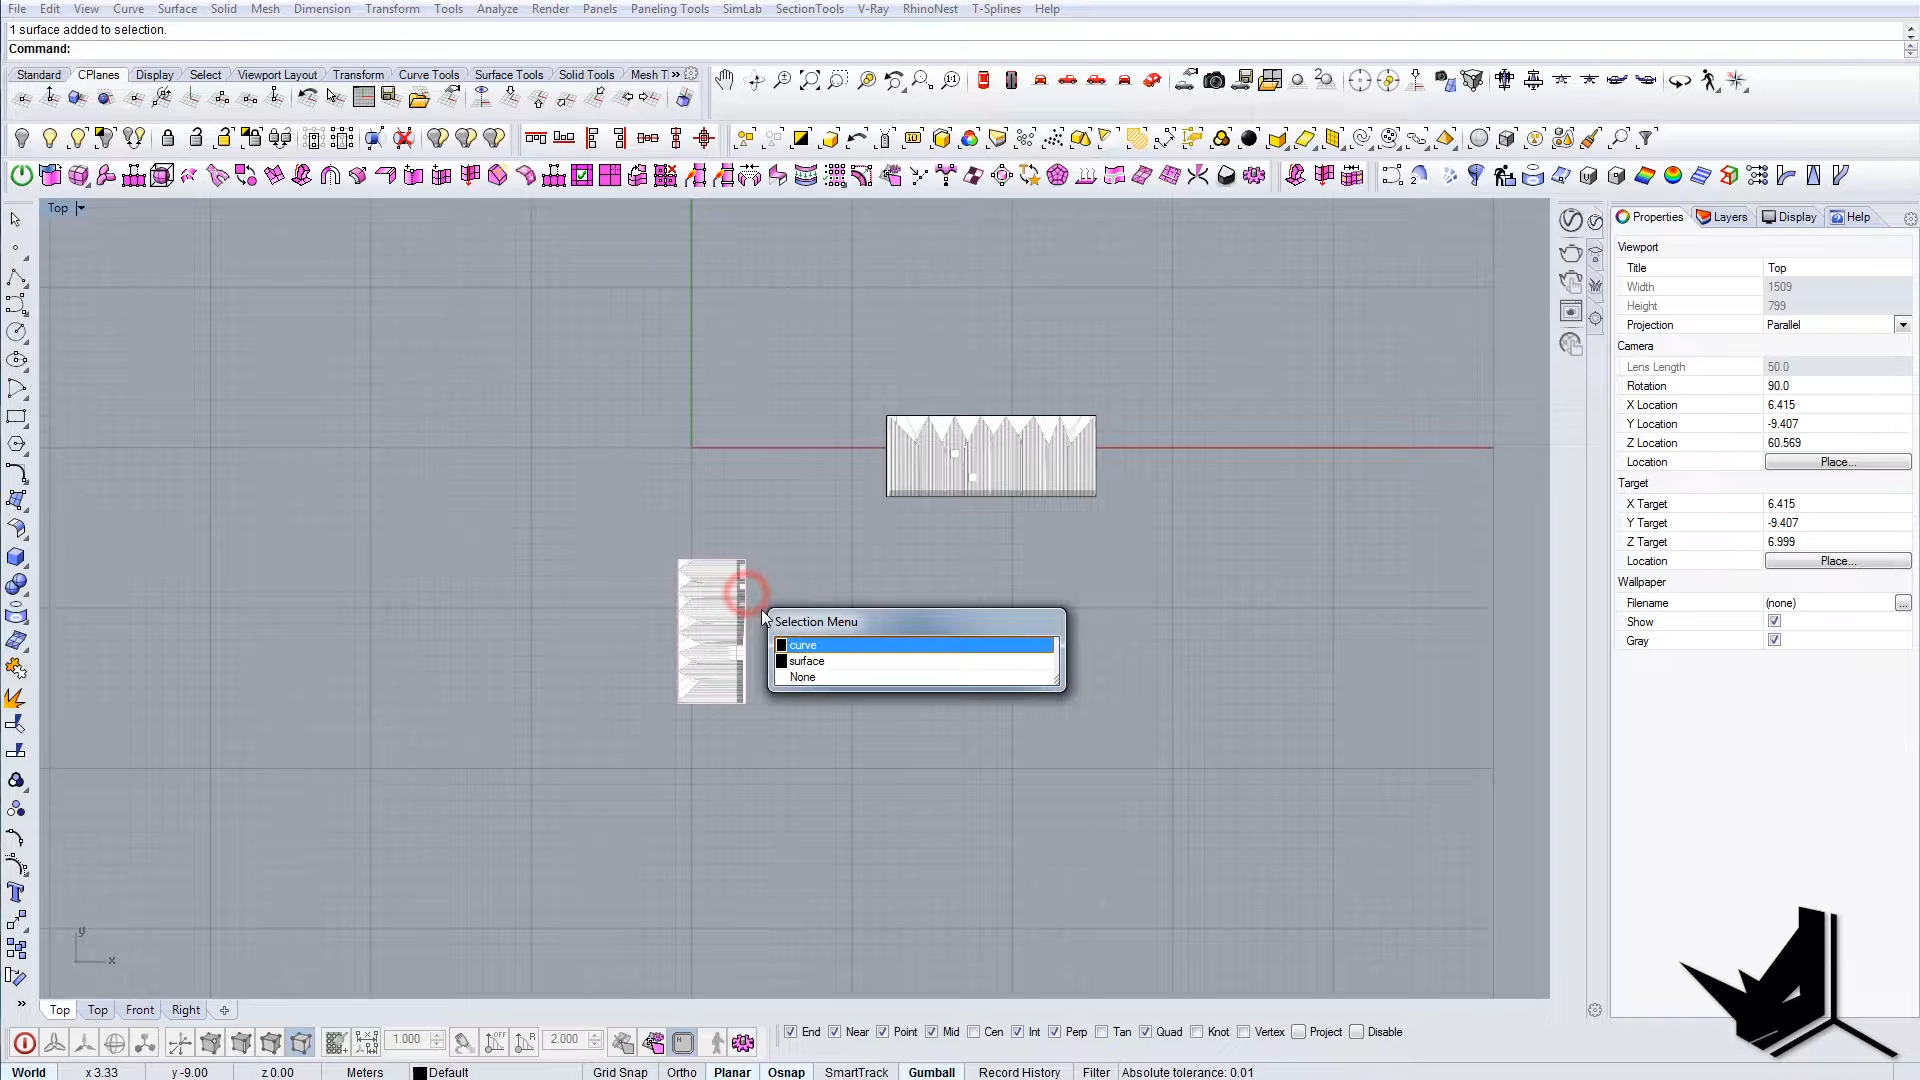 File Edit View Curve Surface Solid Mesh Dimension Transform Tools Analyze Render Panels Paneling Tools SimLab SectionTools V-Ray RhinoNest T-Splines Help
1 surface added to selection.
Command:
Standard CPlanes Display Select Viewport Layout Transform Curve Tools Surface Tools Solid Tools Mesh T
Top
Properties Layers Display Help
Viewport
Title Top
Width 1509
Height 799
Projection Parallel
Camera
Lens Length 50.0
Rotation 90.0
X Location 6.415
Y Location -9.407
Z Location 60.569
Location Place...
Target
X Target 6.415
Y Target -9.407
Z Target 6.999
Location Place...
Wallpaper
Filename (none) ...
Show
Gray
Selection Menu
curve
surface
None
y
x
Top Top Front Right
1.000 2.000 End Near Point Mid Cen Int Perp Tan Quad Knot Vertex Project Disable
World x 3.33 y -9.00 z 0.00 Meters Default Grid Snap Ortho Planar Osnap SmartTrack Gumball Record History Filter Absolute tolerance: 0.01